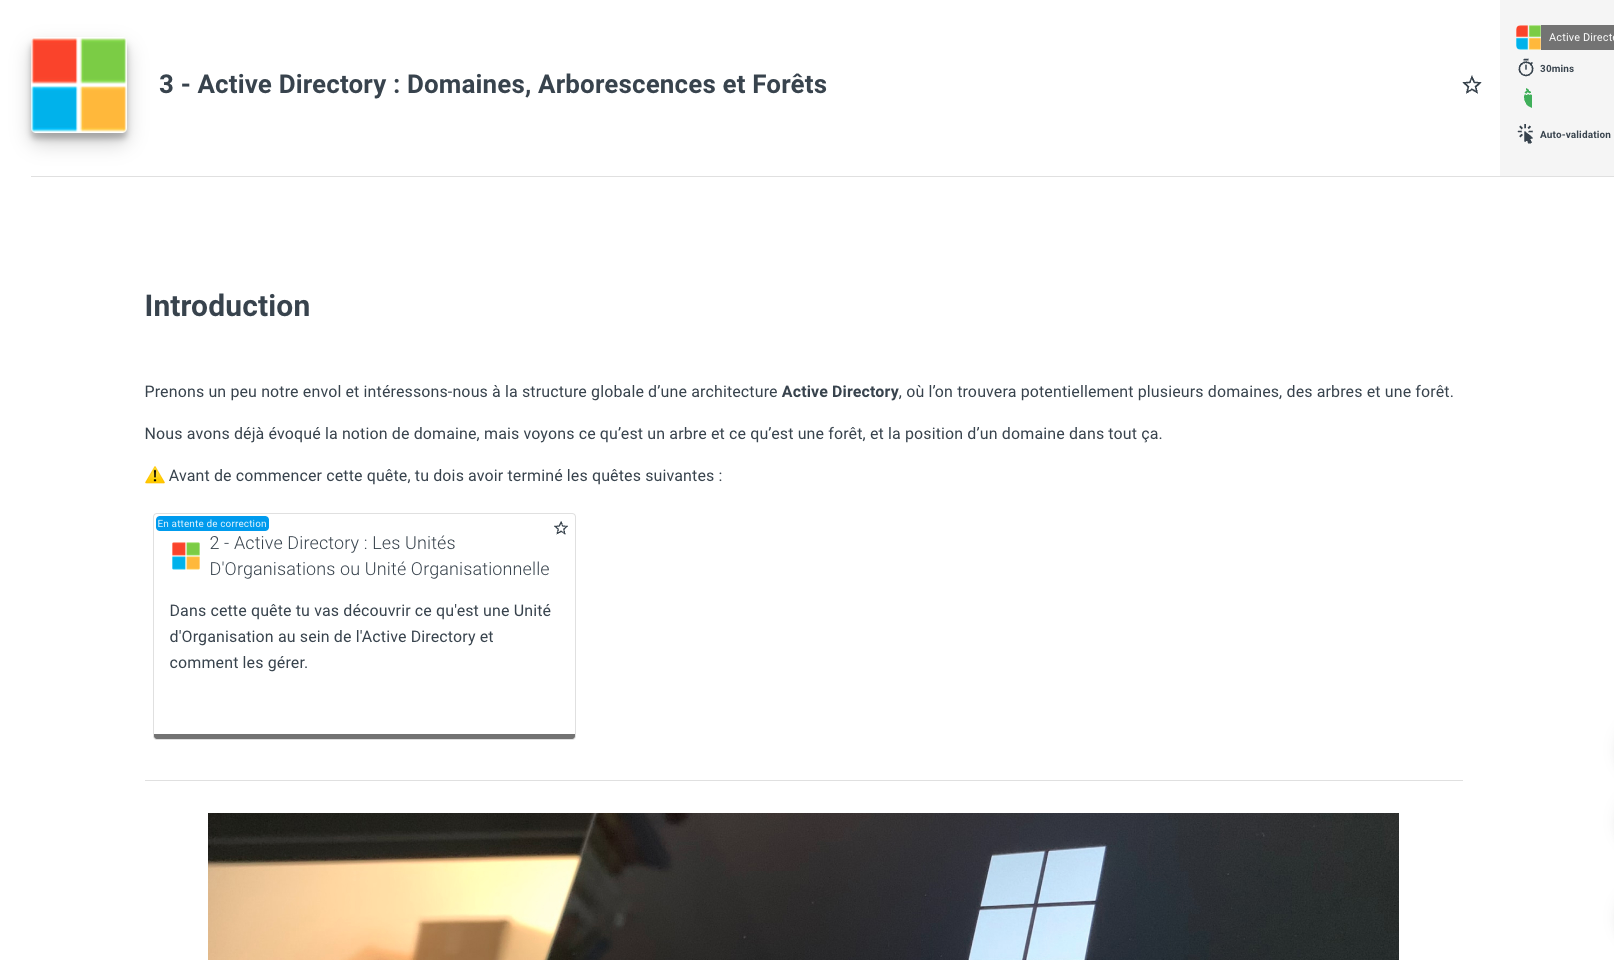 3 - Active Directory : Domaines, Arborescences et Forêts
Active Direct
30mins
Auto-validation
Introduction
Prenons un peu notre envol et intéressons-nous à la structure globale d’une architecture Active Directory, où l’on trouvera potentiellement plusieurs domaines, des arbres et une forêt.
Nous avons déjà évoqué la notion de domaine, mais voyons ce qu’est un arbre et ce qu’est une forêt, et la position d’un domaine dans tout ça.
⚠️ Avant de commencer cette quête, tu dois avoir terminé les quêtes suivantes :
En attente de correction
2 - Active Directory : Les Unités
D'Organisations ou Unité Organisationnelle
Dans cette quête tu vas découvrir ce qu'est une Unité
d'Organisation au sein de l'Active Directory et
comment les gérer.